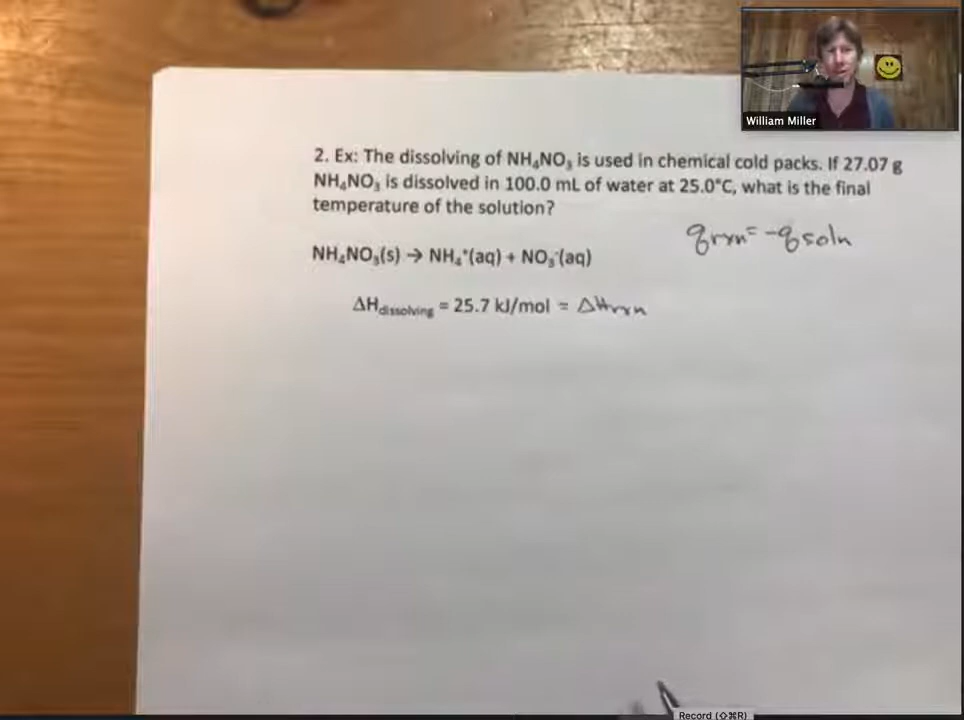 William Miller
2. Ex: The dissolving of NH₄NO₃ is used in chemical cold packs. If 27.07 g
NH₄NO₃ is dissolved in 100.0 mL of water at 25.0°C, what is the final
temperature of the solution?
qrxn = -qsoln
NH₄NO₃(s) → NH₄⁺(aq) + NO₃⁻(aq)
ΔHdissolving = 25.7 kJ/mol = ΔHrxn
Record (⇧⌘R)